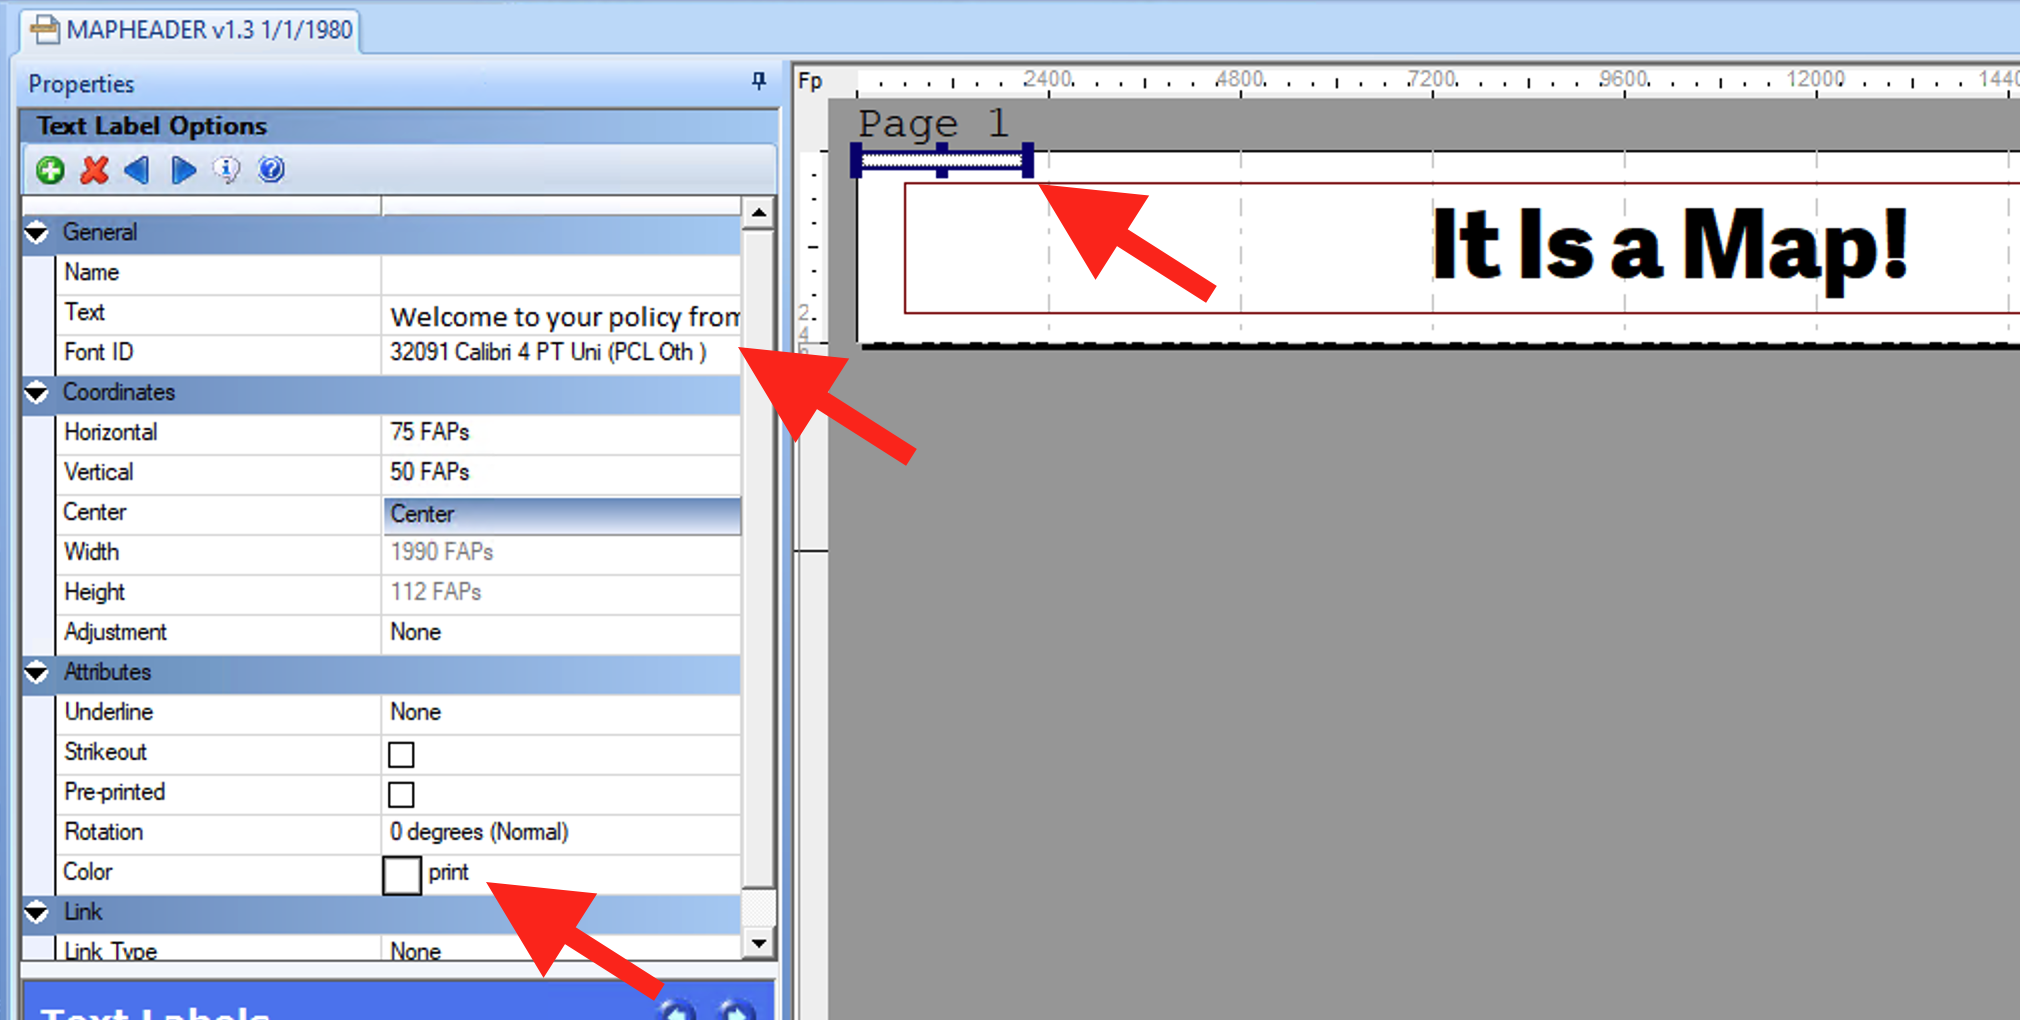 MAPHEADER v1.3 1/1/1980
Properties
Text Label Options
General
Name
Text Welcome to your policy from
Font ID 32091 Calibri 4 PT Uni (PCL Oth )
Coordinates
Horizontal 75 FAPs
Vertical 50 FAPs
Center Center
Width 1990 FAPs
Height 112 FAPs
Adjustment None
Attributes
Underline None
Strikeout
Pre-printed
Rotation 0 degrees (Normal)
Color print
Link
Link Type None
Text Labels
Fp 2400 4800 7200 9600 12000 1440
Page 1
It Is a Map!
2
4